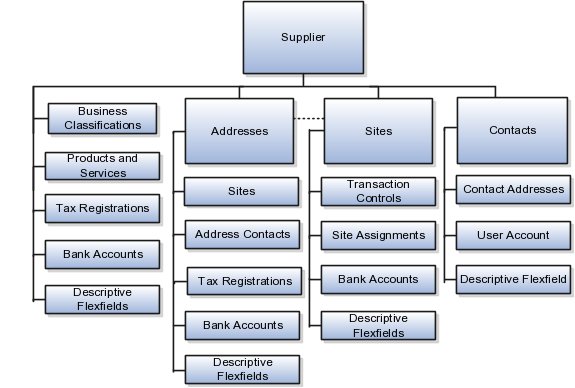 Supplier
Business
Classifications
Products and
Services
Tax Registrations
Bank Accounts
Descriptive
Flexfields
Addresses
Sites
Address Contacts
Tax Registrations
Bank Accounts
Descriptive
Flexfields
Sites
Transaction
Controls
Site Assignments
Bank Accounts
Descriptive
Flexfields
Contacts
Contact Addresses
User Account
Descriptive Flexfield